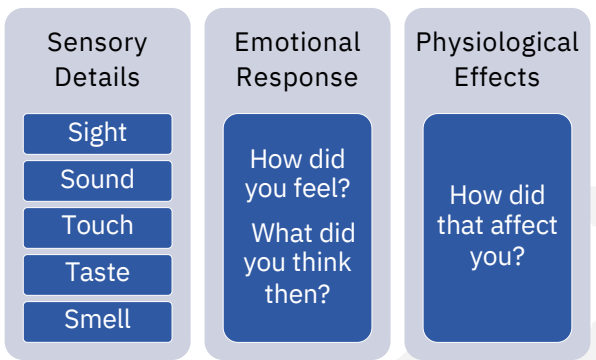 Sensory
Details
Sight
Sound
Touch
Taste
Smell
Emotional
Response
How did
you feel?
What did
you think
then?
Physiological
Effects
How did
that affect
you?